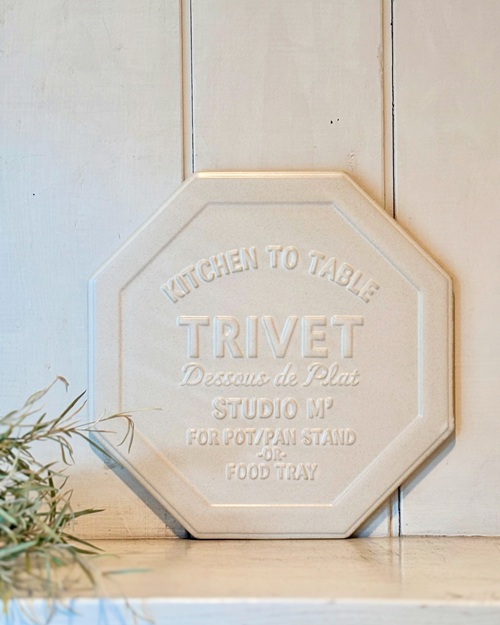 KITCHEN TO TABLE
TRIVET
Dessous de Plat
STUDIO M'
FOR POT/PAN STAND
-OR-
FOOD TRAY